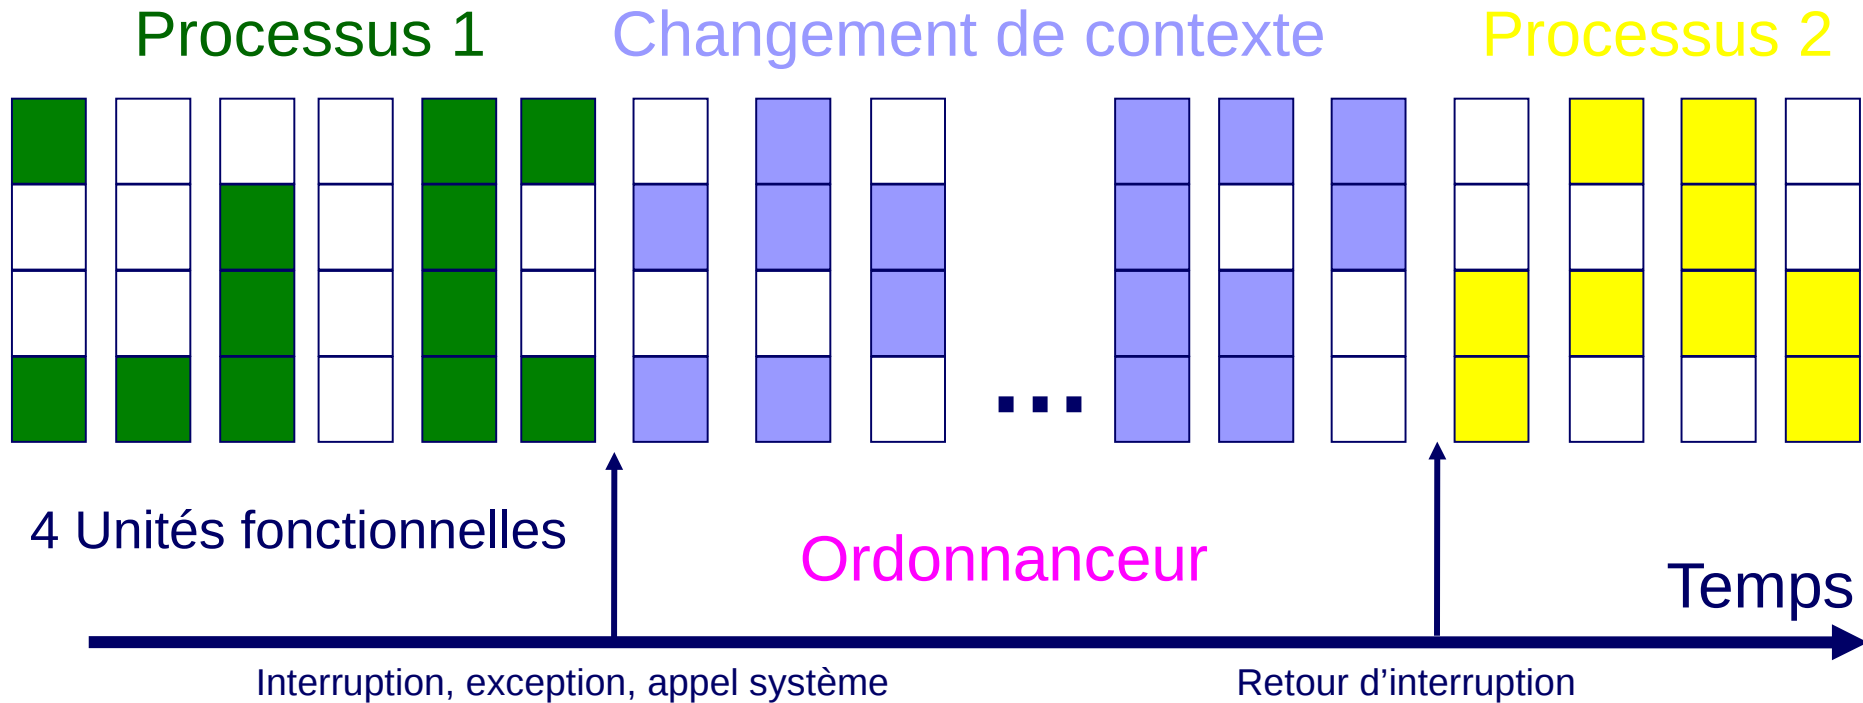 Processus 1
Changement de contexte
Processus 2
...
4 Unités fonctionnelles
Ordonnanceur
Temps
Interruption, exception, appel système
Retour d’interruption